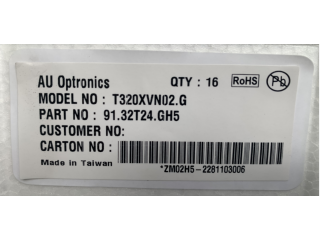 AU Optronics QTY : 16 RoHS Pb
MODEL NO : T320XVN02.G
PART NO : 91.32T24.GH5
CUSTOMER NO:
CARTON NO :
Made in Taiwan
*ZM02H5-2281103006